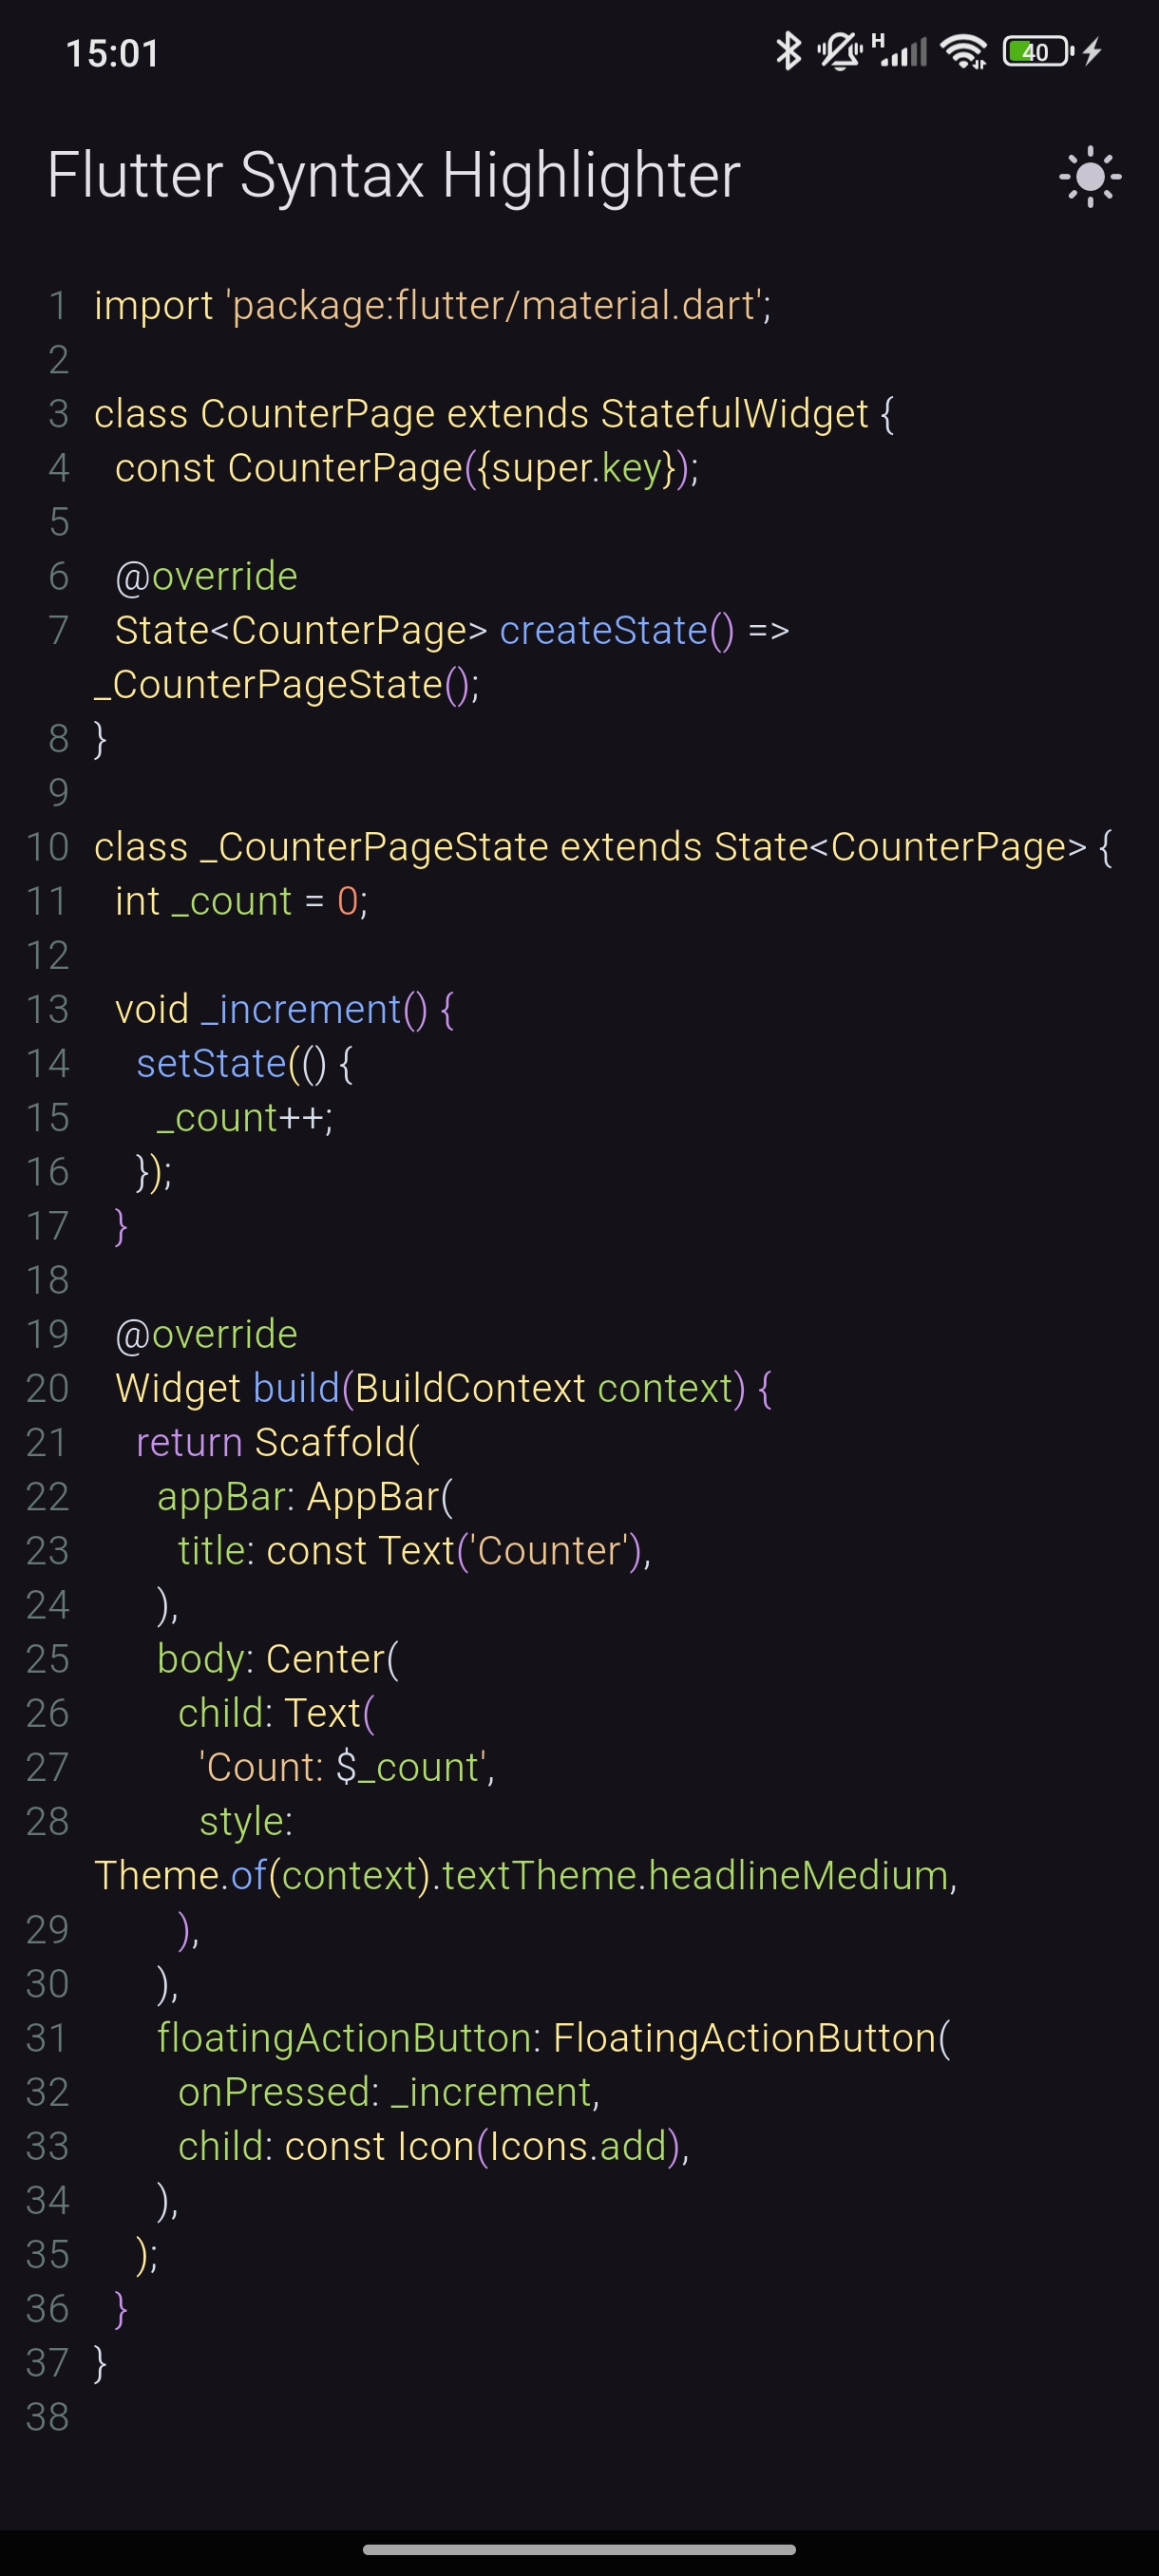 15:01
H
40
Flutter Syntax Highlighter
1 import 'package:flutter/material.dart';
2
3 class CounterPage extends StatefulWidget {
4   const CounterPage({super.key});
5
6   @override
7   State<CounterPage> createState() =>
_CounterPageState();
8 }
9
10 class _CounterPageState extends State<CounterPage> {
11   int _count = 0;
12
13   void _increment() {
14     setState(() {
15       _count++;
16     });
17   }
18
19   @override
20   Widget build(BuildContext context) {
21     return Scaffold(
22       appBar: AppBar(
23         title: const Text('Counter'),
24       ),
25       body: Center(
26         child: Text(
27           'Count: $_count',
28           style:
Theme.of(context).textTheme.headlineMedium,
29         ),
30       ),
31       floatingActionButton: FloatingActionButton(
32         onPressed: _increment,
33         child: const Icon(Icons.add),
34       ),
35     );
36   }
37 }
38